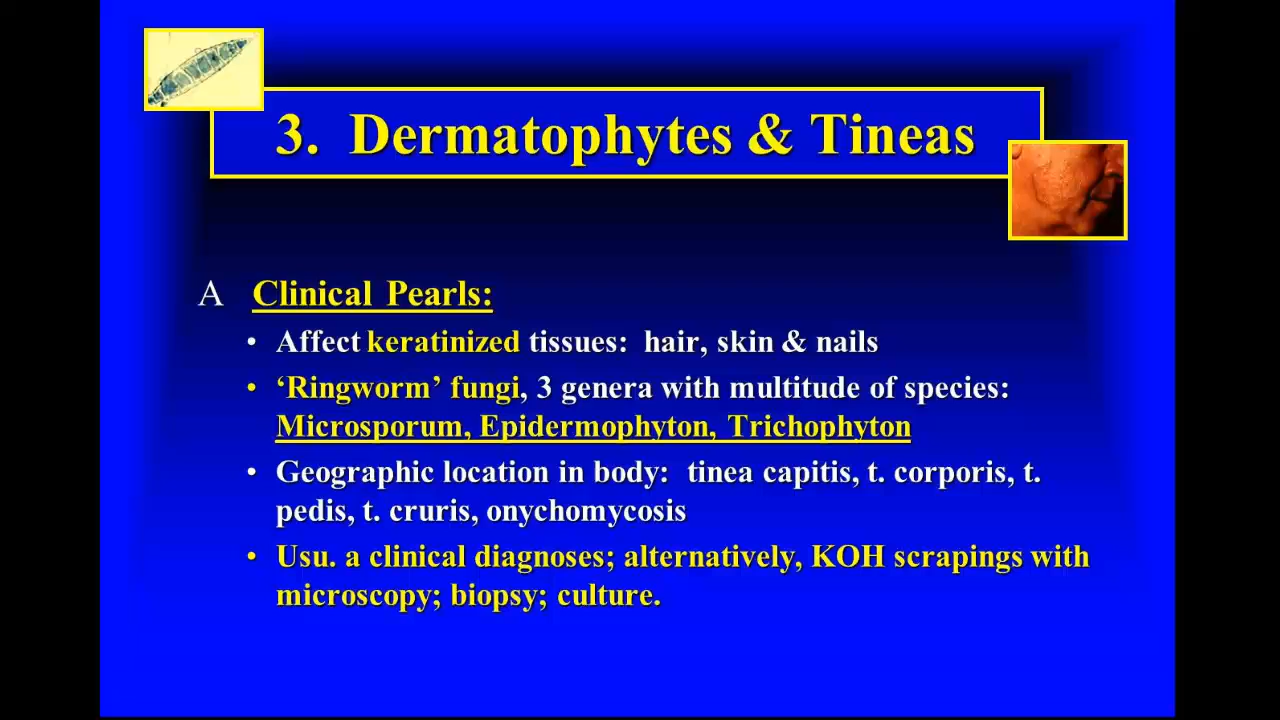 3. Dermatophytes & Tineas
A Clinical Pearls:
• Affect keratinized tissues: hair, skin & nails
• ‘Ringworm’ fungi, 3 genera with multitude of species:
Microsporum, Epidermophyton, Trichophyton
• Geographic location in body: tinea capitis, t. corporis, t.
pedis, t. cruris, onychomycosis
• Usu. a clinical diagnoses; alternatively, KOH scrapings with
microscopy; biopsy; culture.